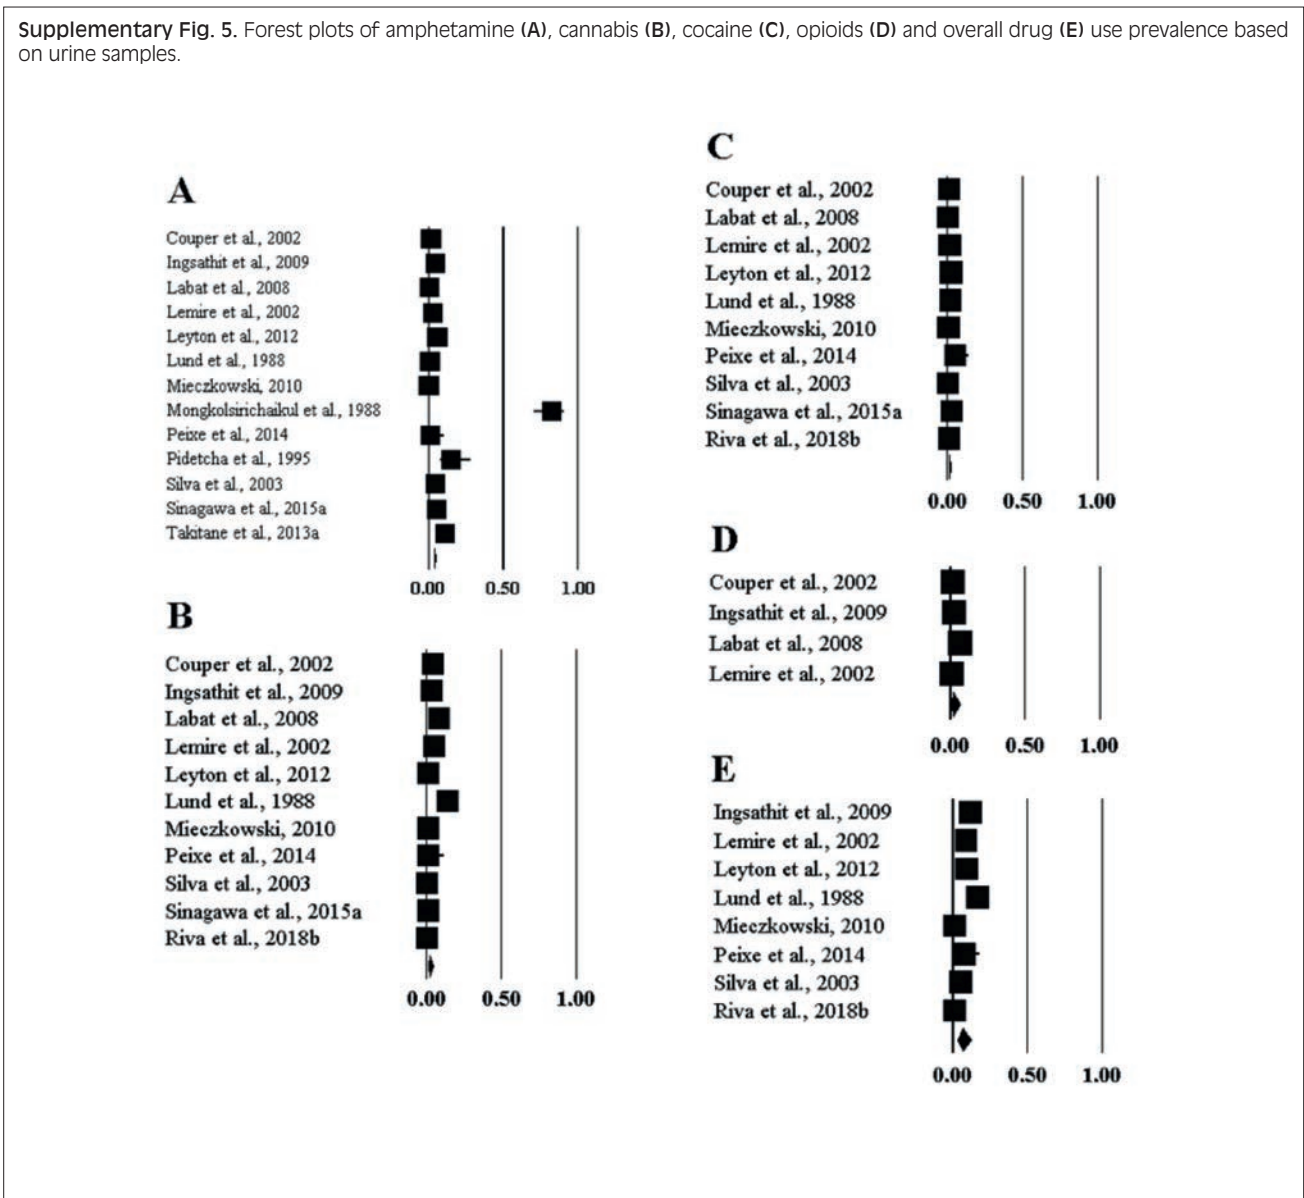 Supplementary Fig. 5. Forest plots of amphetamine (A), cannabis (B), cocaine (C), opioids (D) and overall drug (E) use prevalence based
on urine samples.
A
Couper et al., 2002
Ingsathit et al., 2009
Labat et al., 2008
Lemire et al., 2002
Leyton et al., 2012
Lund et al., 1988
Mieczkowski, 2010
Mongkolsirichaikul et al., 1988
Peixe et al., 2014
Pidetcha et al., 1995
Silva et al., 2003
Sinagawa et al., 2015a
Takitane et al., 2013a
0.00 0.50 1.00
B
Couper et al., 2002
Ingsathit et al., 2009
Labat et al., 2008
Lemire et al., 2002
Leyton et al., 2012
Lund et al., 1988
Mieczkowski, 2010
Peixe et al., 2014
Silva et al., 2003
Sinagawa et al., 2015a
Riva et al., 2018b
0.00 0.50 1.00
C
Couper et al., 2002
Labat et al., 2008
Lemire et al., 2002
Leyton et al., 2012
Lund et al., 1988
Mieczkowski, 2010
Peixe et al., 2014
Silva et al., 2003
Sinagawa et al., 2015a
Riva et al., 2018b
0.00 0.50 1.00
D
Couper et al., 2002
Ingsathit et al., 2009
Labat et al., 2008
Lemire et al., 2002
0.00 0.50 1.00
E
Ingsathit et al., 2009
Lemire et al., 2002
Leyton et al., 2012
Lund et al., 1988
Mieczkowski, 2010
Peixe et al., 2014
Silva et al., 2003
Riva et al., 2018b
0.00 0.50 1.00